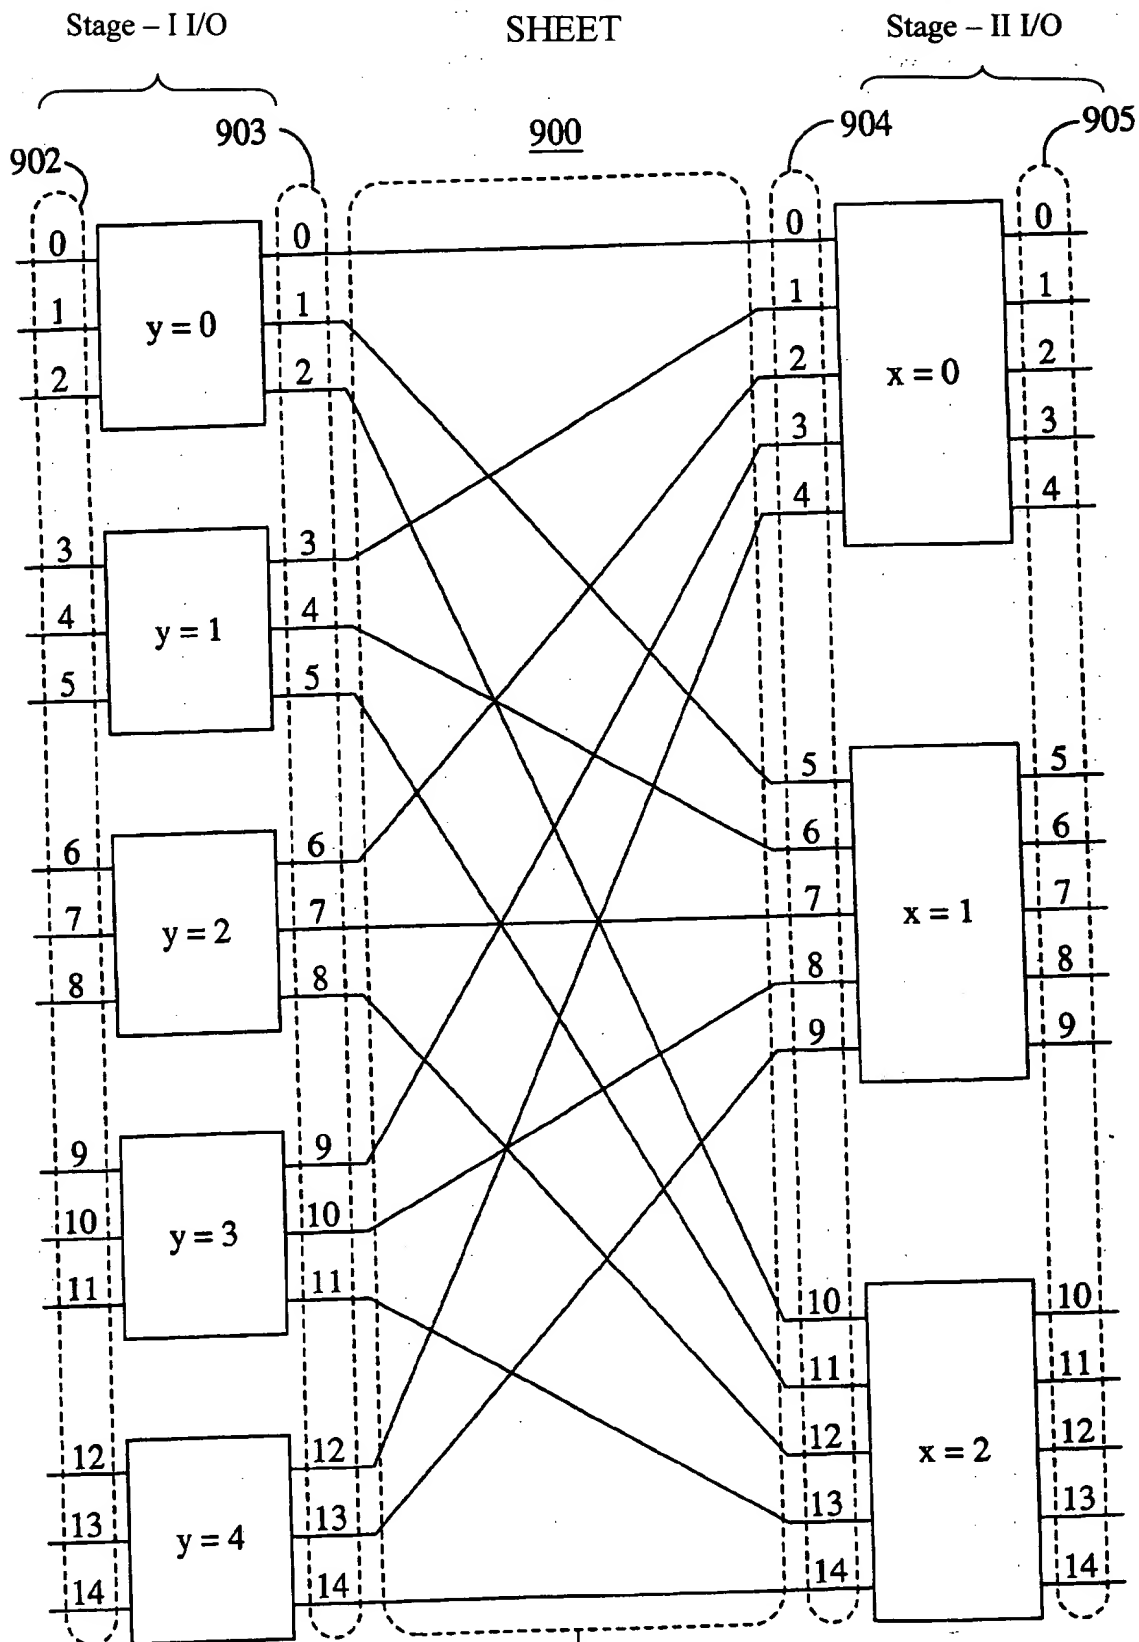 Stage – I I/O SHEET Stage – II I/O
903 900 904 905
902
0 0 0 0
1 y = 0 1 1 1
2 2 2 x = 0 2
3 3
4 4
3 3
4 y = 1 4
5 5
5 5
6 6
6 6
7 y = 2 7 7 x = 1 7
8 8 8 8
9 9
9 9
10 y = 3 10
11 11
10 10
11 11
12 12 12 x = 2 12
13 y = 4 13 13 13
14 14 14 14